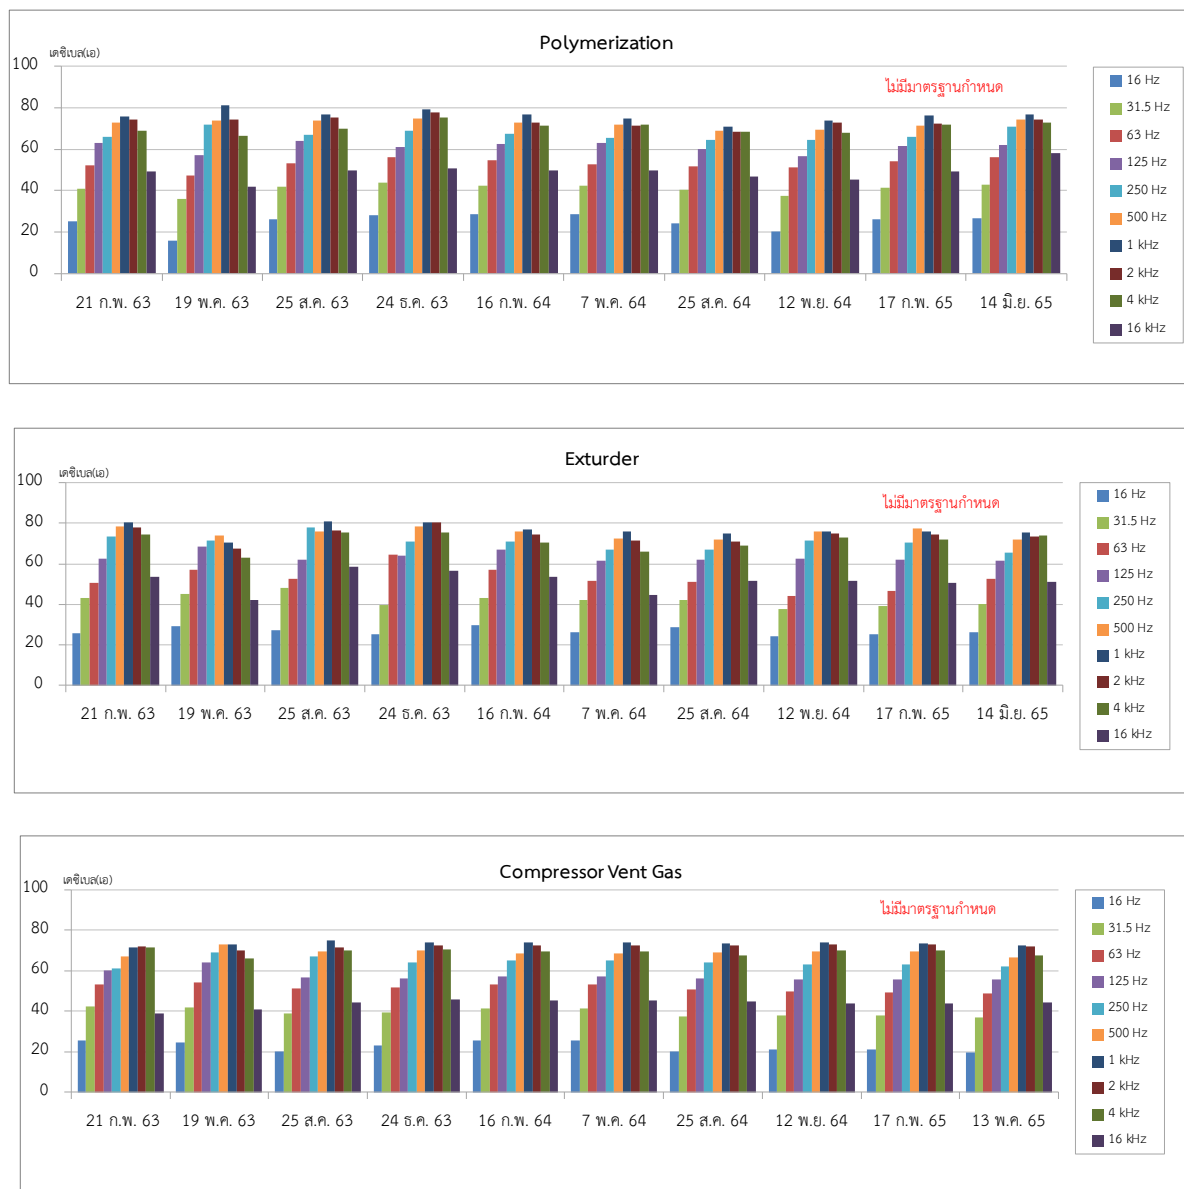 Polymerization
เดซิเบล(เอ)
ไม่มีมาตรฐานกำหนด
100
80
60
40
20
0
21 ก.พ. 63 19 พ.ค. 63 25 ส.ค. 63 24 ธ.ค. 63 16 ก.พ. 64 7 พ.ค. 64 25 ส.ค. 64 12 พ.ย. 64 17 ก.พ. 65 14 มิ.ย. 65
16 Hz
31.5 Hz
63 Hz
125 Hz
250 Hz
500 Hz
1 kHz
2 kHz
4 kHz
16 kHz
Exturder
เดซิเบล(เอ)
ไม่มีมาตรฐานกำหนด
100
80
60
40
20
0
21 ก.พ. 63 19 พ.ค. 63 25 ส.ค. 63 24 ธ.ค. 63 16 ก.พ. 64 7 พ.ค. 64 25 ส.ค. 64 12 พ.ย. 64 17 ก.พ. 65 14 มิ.ย. 65
16 Hz
31.5 Hz
63 Hz
125 Hz
250 Hz
500 Hz
1 kHz
2 kHz
4 kHz
16 kHz
Compressor Vent Gas
เดซิเบล(เอ)
ไม่มีมาตรฐานกำหนด
100
80
60
40
20
0
21 ก.พ. 63 19 พ.ค. 63 25 ส.ค. 63 24 ธ.ค. 63 16 ก.พ. 64 7 พ.ค. 64 25 ส.ค. 64 12 พ.ย. 64 17 ก.พ. 65 13 พ.ค. 65
16 Hz
31.5 Hz
63 Hz
125 Hz
250 Hz
500 Hz
1 kHz
2 kHz
4 kHz
16 kHz